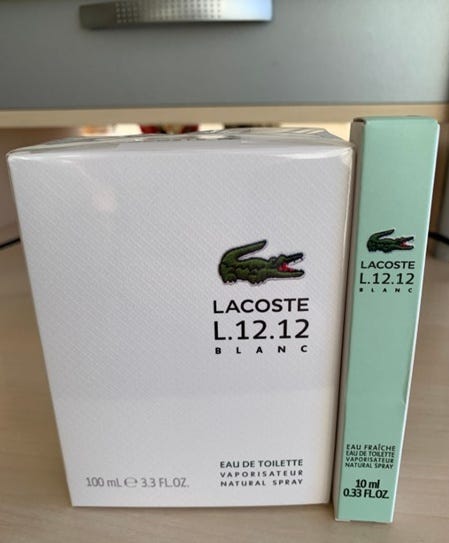 LACOSTE
L.12.12
BLANC
EAU DE TOILETTE
VAPORISATEUR
NATURAL SPRAY
100 mL ℮ 3.3 FL.OZ.
LACOSTE
L.12.12
BLANC
EAU FRAÎCHE
EAU DE TOILETTE
VAPORISATEUR
NATURAL SPRAY
10 ml
0.33 FL.OZ.